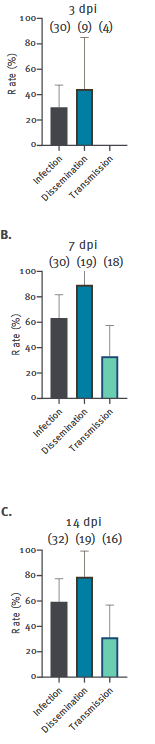 3 dpi
(30) (9) (4)
100
80
60
40
20
0
Rate (%)
Infection
Dissemination
Transmission
B.
7 dpi
(30) (19) (18)
100
80
60
40
20
0
Rate (%)
Infection
Dissemination
Transmission
C.
14 dpi
(32) (19) (16)
100
80
60
40
20
0
Rate (%)
Infection
Dissemination
Transmission